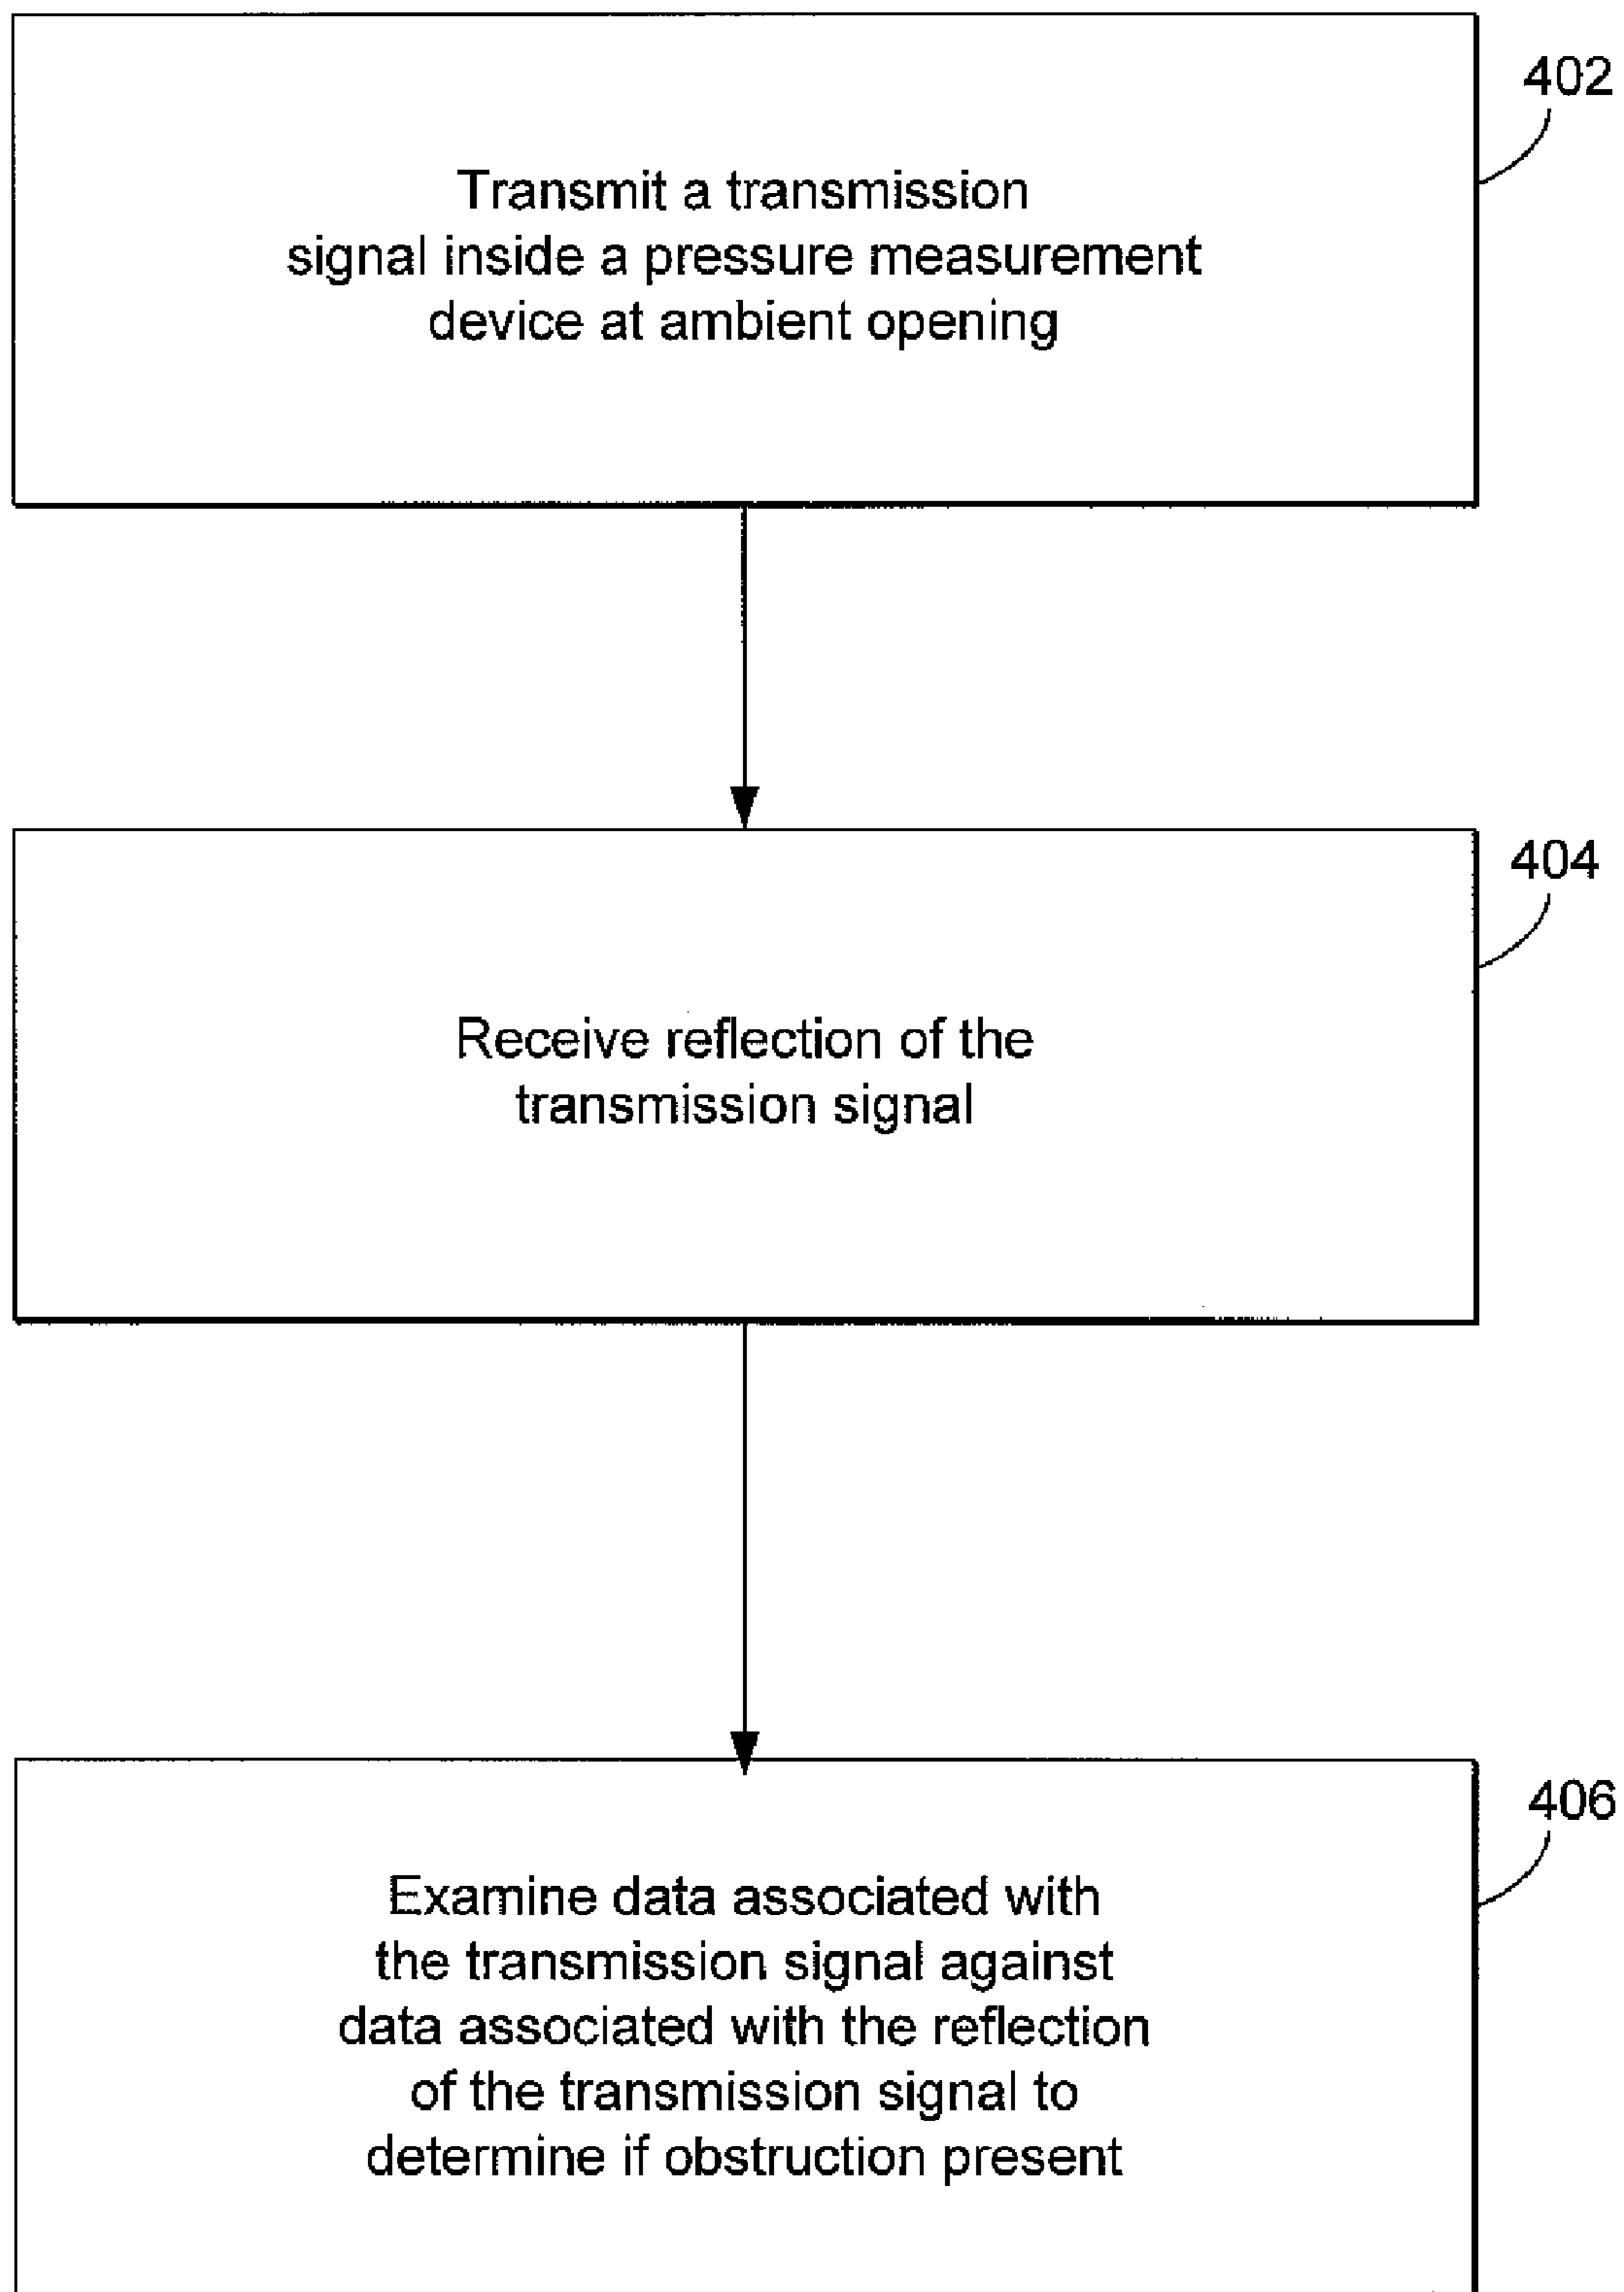 402
Transmit a transmission
signal inside a pressure measurement
device at ambient opening
404
Receive reflection of the
transmission signal
406
Examine data associated with
the transmission signal against
data associated with the reflection
of the transmission signal to
determine if obstruction present